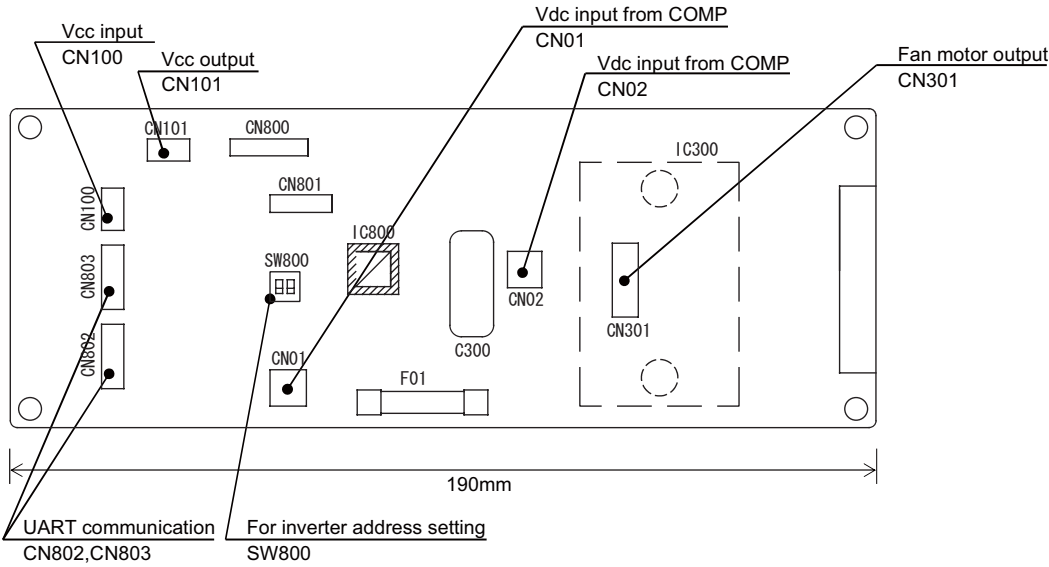 Vdc input from COMP
CN01
Vcc input
CN100
Vcc output
CN101
Vdc input from COMP
CN02
Fan motor output
CN301
CN101
CN800
IC300
CN801
CN100
IC800
SW800
CN803
CN02
CN301
CN802
CN01
C300
F01
190mm
UART communication
CN802,CN803
For inverter address setting
SW800